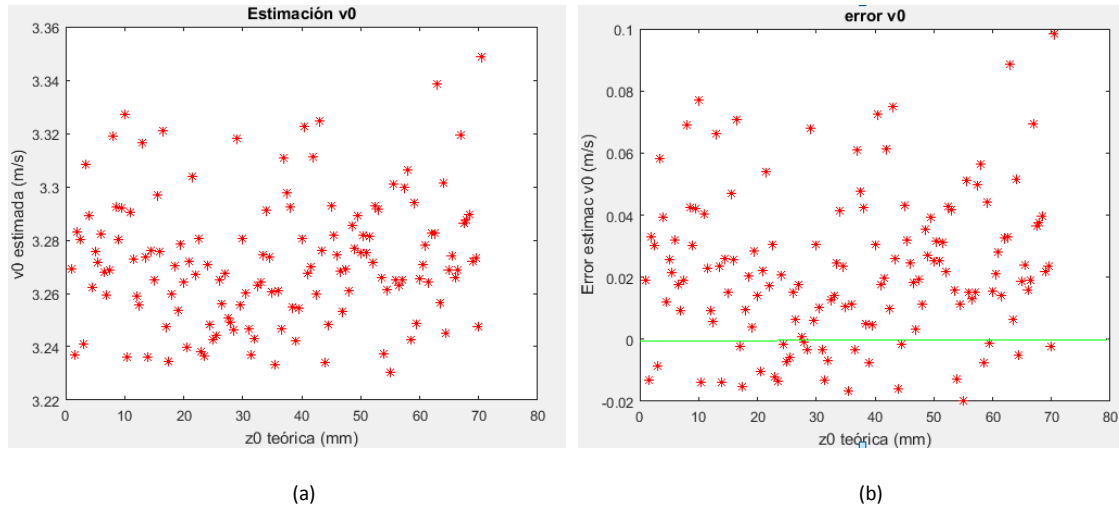 Estimación v0
v0 estimada (m/s)
3.36
3.34
3.32
3.3
3.28
3.26
3.24
3.22
0 10 20 30 40 50 60 70 80
z0 teórica (mm)
(a)
error v0
Error estimac v0 (m/s)
0.1
0.08
0.06
0.04
0.02
0
-0.02
0 10 20 30 40 50 60 70 80
z0 teórica (mm)
(b)